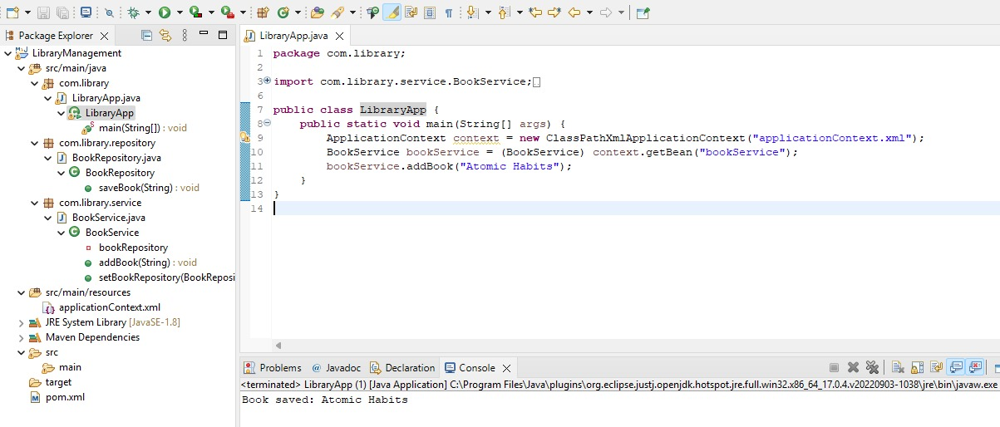 Package Explorer
LibraryManagement
src/main/java
com.library
LibraryApp.java
LibraryApp
main(String[]) : void
com.library.repository
BookRepository.java
BookRepository
saveBook(String) : void
com.library.service
BookService.java
BookService
bookRepository
addBook(String) : void
setBookRepository(BookReposi
src/main/resources
applicationContext.xml
JRE System Library [JavaSE-1.8]
Maven Dependencies
src
main
target
pom.xml
LibraryApp.java
1 package com.library;
2
3 import com.library.service.BookService;
6
7 public class LibraryApp {
8 public static void main(String[] args) {
9 ApplicationContext context = new ClassPathXmlApplicationContext("applicationContext.xml");
10 BookService bookService = (BookService) context.getBean("bookService");
11 bookService.addBook("Atomic Habits");
12 }
13 }
14
Problems @ Javadoc Declaration Console
<terminated> LibraryApp (1) [Java Application] C:\Program Files\Java\plugins\org.eclipse.justj.openjdk.hotspot.jre.full.win32.x86_64_17.0.4.v20220903-1038\jre\bin\javaw.exe
Book saved: Atomic Habits